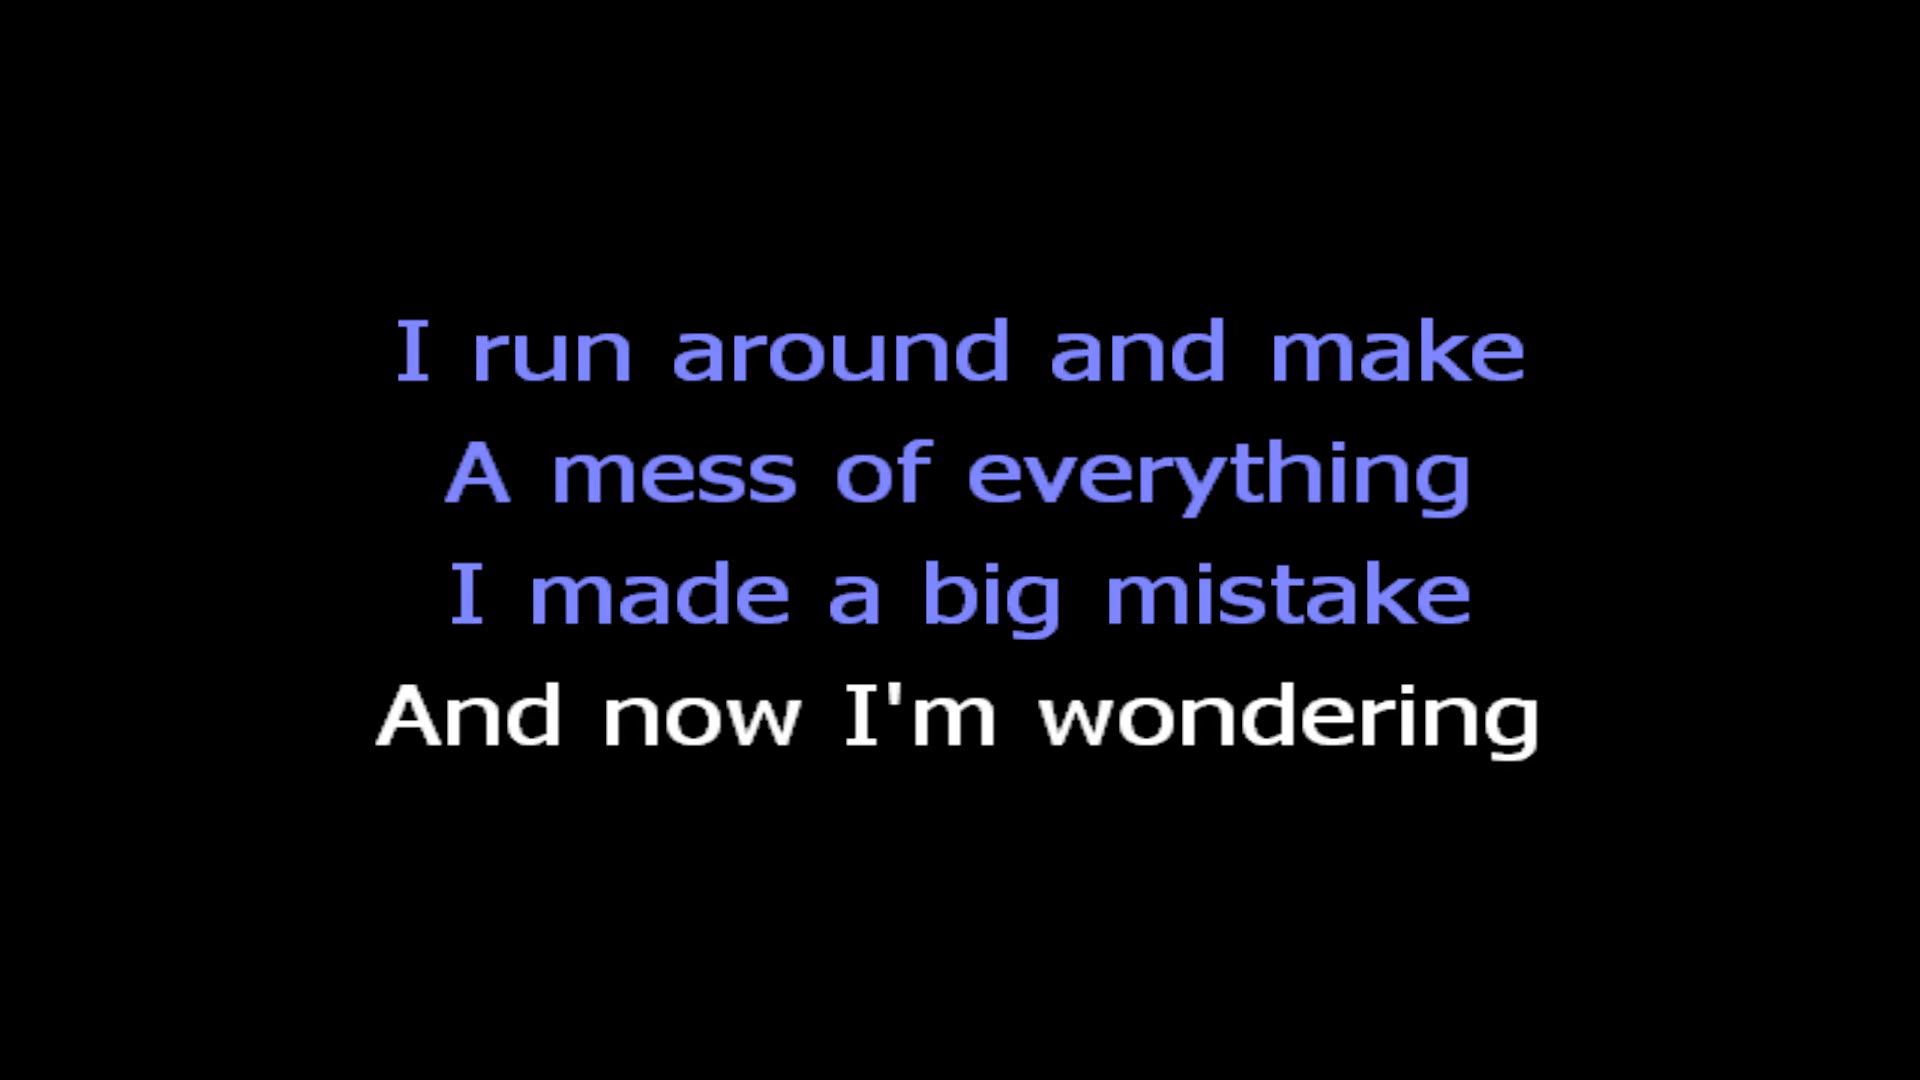 I run around and make
A mess of everything
I made a big mistake
And now I'm wondering